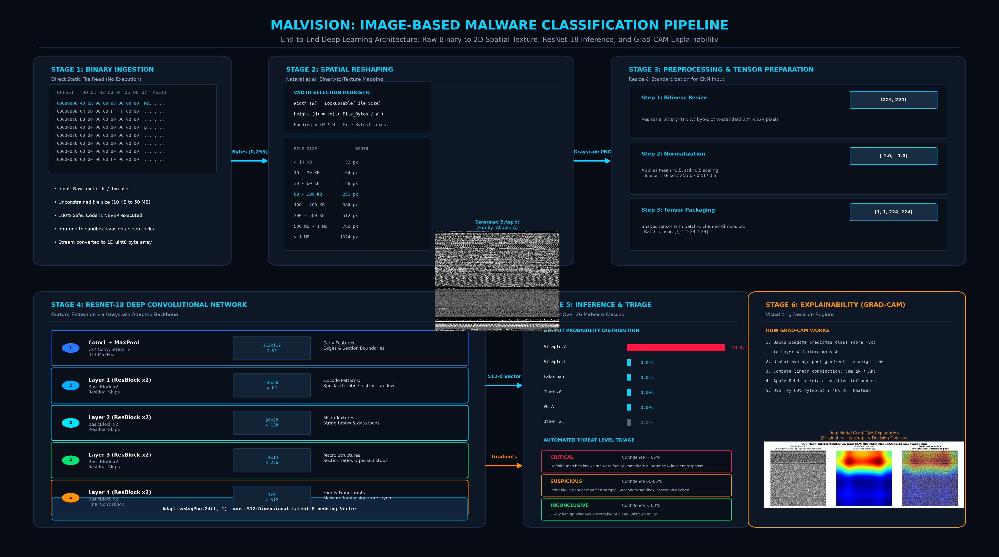 MALVISION: IMAGE-BASED MALWARE CLASSIFICATION PIPELINE
End-to-End Deep Learning Architecture: Raw Binary to 2D Spatial Texture, ResNet-18 Inference, and Grad-CAM Explainability
STAGE 1: BINARY INGESTION
Direct Static File Read (No Execution)
OFFSET 00 01 02 03 04 05 06 07 ASCII
00000000 4D 5A 90 00 03 00 00 00 MZ......
00000008 04 00 00 00 FF FF 00 00 ........
00000010 B8 00 00 00 00 00 00 00 ........
00000018 40 00 00 00 00 00 00 00 @.......
00000020 00 00 00 00 00 00 00 00 ........
00000028 00 00 00 00 00 00 00 00 ........
00000030 00 00 00 00 00 00 00 00 ........
00000038 00 00 00 00 F0 00 00 00 ........
• Input: Raw .exe / .dll / .bin files
• Unconstrained file size (10 KB to 50 MB)
• 100% Safe: Code is NEVER executed
• Immune to sandbox evasion / sleep tricks
• Stream converted to 1D uint8 byte array
Bytes [0,255]
STAGE 2: SPATIAL RESHAPING
Nataraj et al. Binary-to-Texture Mapping
WIDTH SELECTION HEURISTIC
Width (W) = LookupTable(File Size)
Height (H) = ceil( File_Bytes / W )
Padding = (W * H - File_Bytes) zeros
FILE SIZE WIDTH
< 10 KB 32 px
10 - 30 KB 64 px
30 - 60 KB 128 px
60 - 100 KB 256 px
100 - 200 KB 384 px
200 - 500 KB 512 px
500 KB - 1 MB 768 px
> 1 MB 1024 px
Generated Byteplot
(Family: Allaple.A)
Grayscale PNG
STAGE 3: PREPROCESSING & TENSOR PREPARATION
Resize & Standardization for CNN Input
Step 1: Bilinear Resize
(224, 224)
Resizes arbitrary (H x W) byteplot to standard 224 x 224 pixels
Step 2: Normalization
[-1.0, +1.0]
Applies mean=0.5, std=0.5 scaling:
Tensor = (Pixel / 255.0 - 0.5) / 0.5
Step 3: Tensor Packaging
[1, 1, 224, 224]
Shapes tensor with batch & channel dimension:
Batch Tensor: [1, 1, 224, 224]
STAGE 4: RESNET-18 DEEP CONVOLUTIONAL NETWORK
Feature Extraction via Grayscale-Adapted Backbone
1
Conv1 + MaxPool
7x7 Conv, Stride=2
3x3 MaxPool
112x112
x 64
Early Features:
Edges & Section Boundaries
2
Layer 1 (ResBlock x2)
BasicBlock x2
Residual Skips
56x56
x 64
Opcode Patterns:
Speckled static / Instruction flow
3
Layer 2 (ResBlock x2)
BasicBlock x2
Residual Skips
28x28
x 128
Micro-Textures:
String tables & data loops
4
Layer 3 (ResBlock x2)
BasicBlock x2
Residual Skips
14x14
x 256
Macro Structures:
Section ratios & packed stubs
5
Layer 4 (ResBlock x2)
BasicBlock x2
Final Conv Block
7x7
x 512
Family Fingerprints:
Malware family signature layout
AdaptiveAvgPool2d(1, 1) ==> 512-Dimensional Latent Embedding Vector
512-d Vector
Gradients
E 5: INFERENCE & TRIAGE
x Over 26 Malware Classes
PROBABILITY DISTRIBUTION
Allaple.A 99.97%
Allaple.L 0.02%
Fakerean 0.01%
Yuner.A 0.00%
VB.AT 0.00%
Other 21 0.00%
AUTOMATED THREAT LEVEL TRIAGE
CRITICAL Confidence > 85%
Definite match to known malware family. Immediate quarantine & incident response.
SUSPICIOUS Confidence 60-85%
Probable variant or modified sample. Secondary sandbox inspection advised.
INCONCLUSIVE Confidence < 60%
Likely benign Windows executable or clean unknown utility.
STAGE 6: EXPLAINABILITY (GRAD-CAM)
Visualizing Decision Regions
HOW GRAD-CAM WORKS
1. Backpropagate predicted class score (yc)
to Layer 4 feature maps Ak
2. Global average pool gradients -> weights ak
3. Compute linear combination: Sum(ak * Ak)
4. Apply ReLU -> retain positive influences
5. Overlay 60% byteplot + 40% JET heatmap
Real Model Grad-CAM Explanation
(Original -> Heatmap -> Decision Overlay)
CNN Model Interpretability via Grad-CAM: 00000d3e89aa9d228251616ae7a6ab06.png
Original Byteplot
00000d3e89aa9d228251616ae7a6ab06.png
Grad-CAM Heatmap
(Activation Intensity)
Predicted: Allaple.A
Key Structural Decision Regions